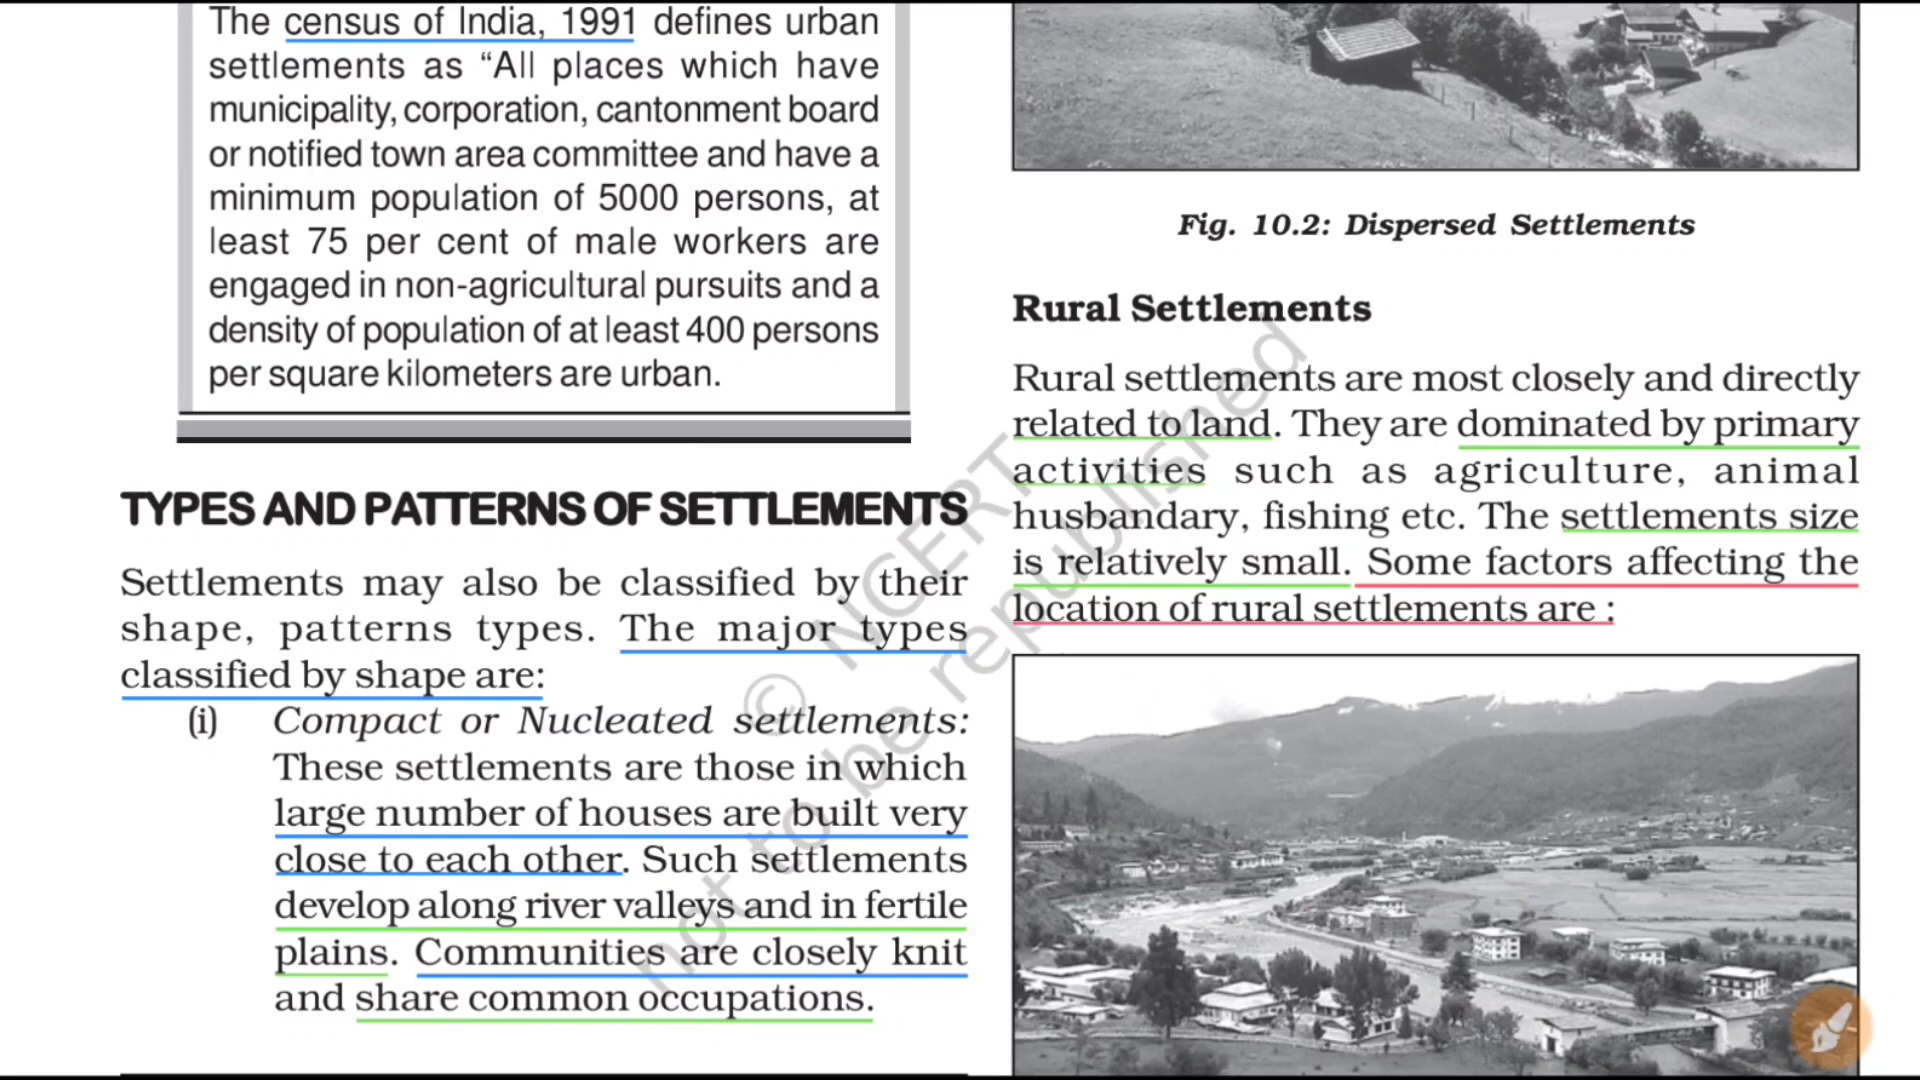 The census of India, 1991 defines urban
settlements as “All places which have
municipality, corporation, cantonment board
or notified town area committee and have a
minimum population of 5000 persons, at
least 75 per cent of male workers are
engaged in non-agricultural pursuits and a
density of population of at least 400 persons
per square kilometers are urban.
TYPES AND PATTERNS OF SETTLEMENTS
Settlements may also be classified by their
shape, patterns types. The major types
classified by shape are:
(i) Compact or Nucleated settlements:
These settlements are those in which
large number of houses are built very
close to each other. Such settlements
develop along river valleys and in fertile
plains. Communities are closely knit
and share common occupations.
Fig. 10.2: Dispersed Settlements
Rural Settlements
Rural settlements are most closely and directly
related to land. They are dominated by primary
activities such as agriculture, animal
husbandary, fishing etc. The settlements size
is relatively small. Some factors affecting the
location of rural settlements are :
© NCERT
not to be republished